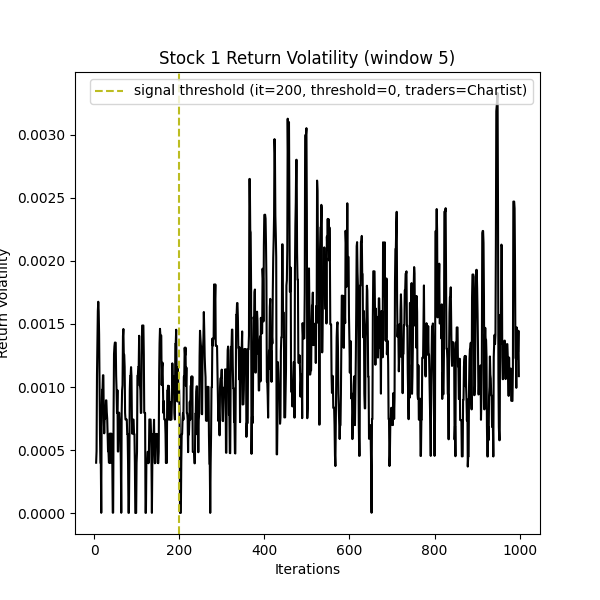 Stock 1 Return Volatility (window 5)
signal threshold (it=200, threshold=0, traders=Chartist)
Return Volatility
0.0030
0.0025
0.0020
0.0015
0.0010
0.0005
0.0000
0 200 400 600 800 1000
Iterations